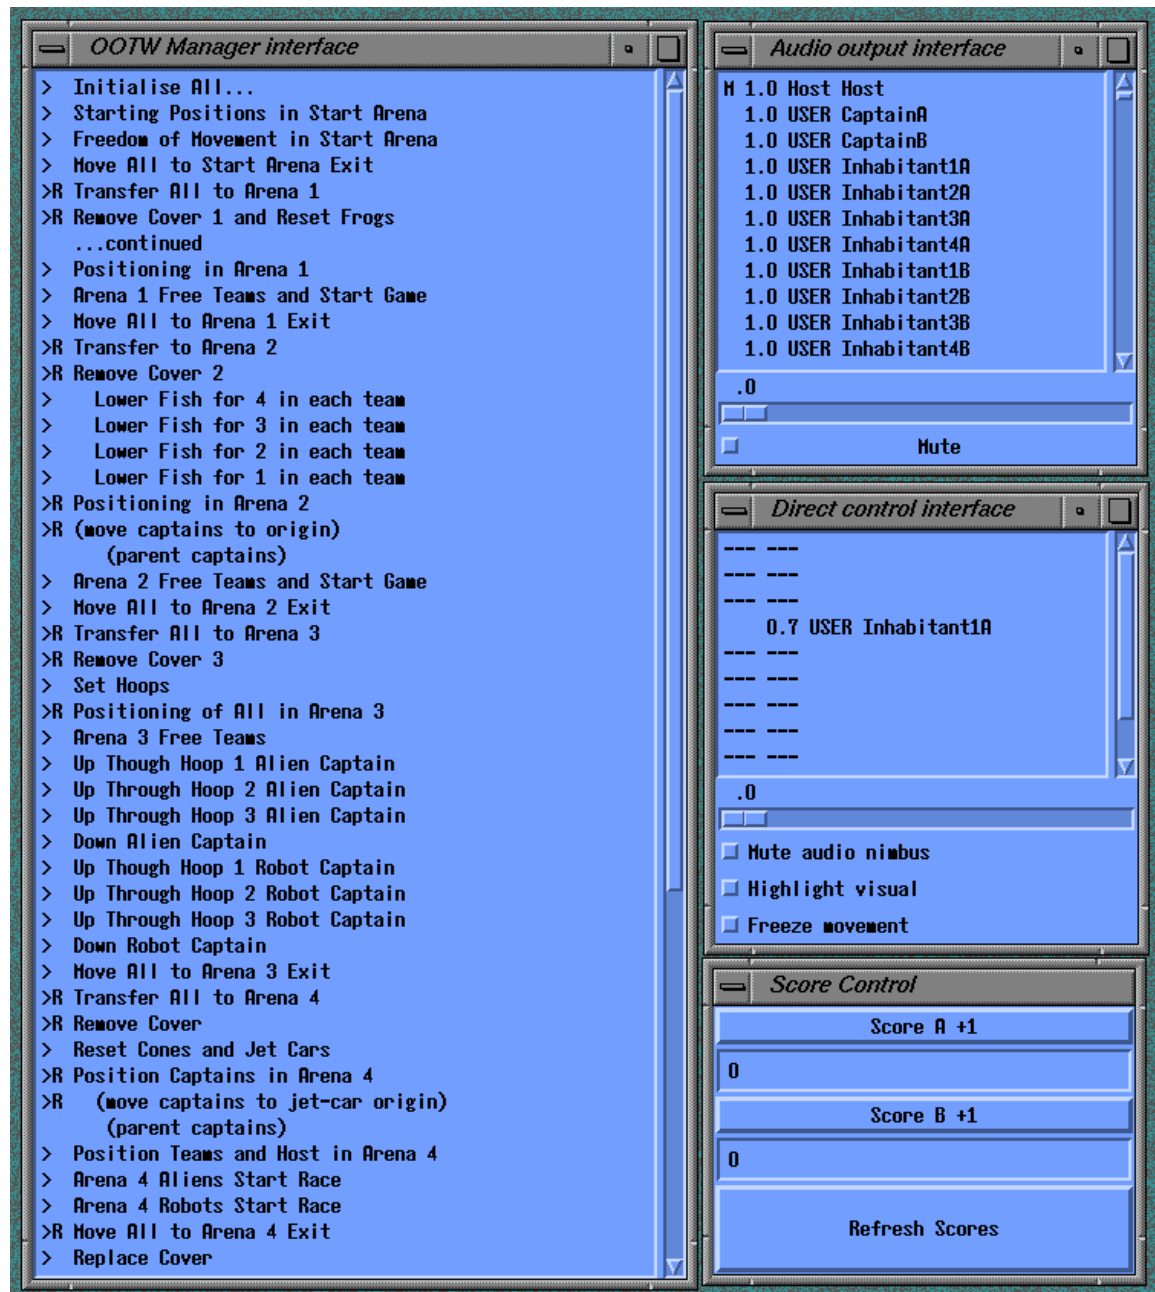 OOTW Manager interface
> Initialise All...
> Starting Positions in Start Arena
> Freedom of Movement in Start Arena
> Move All to Start Arena Exit
>R Transfer All to Arena 1
>R Remove Cover 1 and Reset Frogs
...continued
> Positioning in Arena 1
> Arena 1 Free Teams and Start Game
> Move All to Arena 1 Exit
>R Transfer to Arena 2
>R Remove Cover 2
> Lower Fish for 4 in each team
> Lower Fish for 3 in each team
> Lower Fish for 2 in each team
> Lower Fish for 1 in each team
>R Positioning in Arena 2
>R (move captains to origin)
(parent captains)
> Arena 2 Free Teams and Start Game
> Move All to Arena 2 Exit
>R Transfer All to Arena 3
>R Remove Cover 3
> Set Hoops
>R Positioning of All in Arena 3
> Arena 3 Free Teams
> Up Though Hoop 1 Alien Captain
> Up Through Hoop 2 Alien Captain
> Up Through Hoop 3 Alien Captain
> Down Alien Captain
> Up Though Hoop 1 Robot Captain
> Up Through Hoop 2 Robot Captain
> Up Through Hoop 3 Robot Captain
> Down Robot Captain
> Move All to Arena 3 Exit
>R Transfer All to Arena 4
>R Remove Cover
> Reset Cones and Jet Cars
>R Position Captains in Arena 4
>R (move captains to jet-car origin)
(parent captains)
> Position Teams and Host in Arena 4
> Arena 4 Aliens Start Race
> Arena 4 Robots Start Race
>R Move All to Arena 4 Exit
> Replace Cover
Audio output interface
M 1.0 Host Host
1.0 USER CaptainA
1.0 USER CaptainB
1.0 USER Inhabitant1A
1.0 USER Inhabitant2A
1.0 USER Inhabitant3A
1.0 USER Inhabitant4A
1.0 USER Inhabitant1B
1.0 USER Inhabitant2B
1.0 USER Inhabitant3B
1.0 USER Inhabitant4B
.0
Mute
Direct control interface
--- ---
--- ---
--- ---
0.7 USER Inhabitant1A
--- ---
--- ---
--- ---
--- ---
--- ---
.0
Mute audio nimbus
Highlight visual
Freeze movement
Score Control
Score A +1
0
Score B +1
0
Refresh Scores